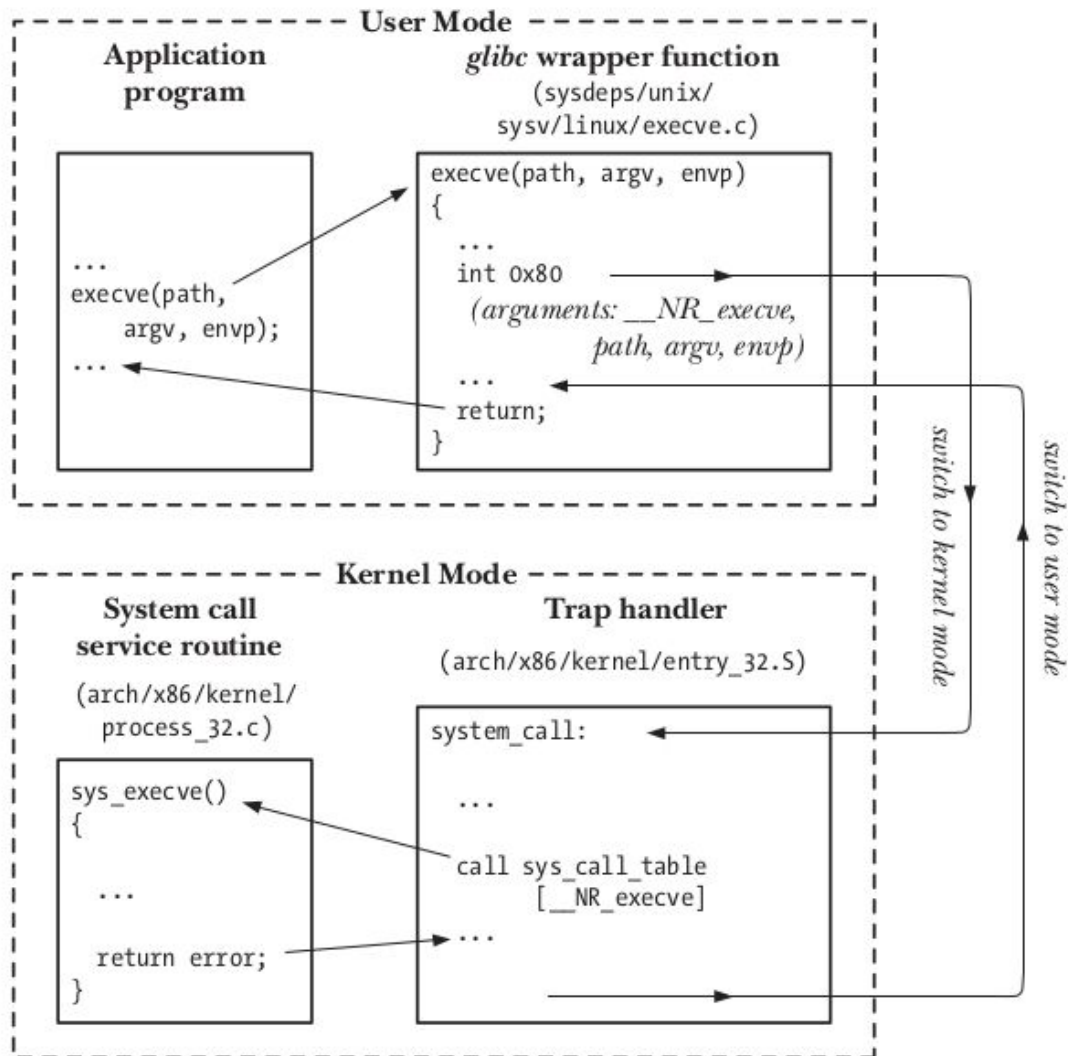 User Mode
Application
program
glibc wrapper function
(sysdeps/unix/
sysv/linux/execve.c)
...
execve(path,
argv, envp);
...
execve(path, argv, envp)
{
...
int 0x80
(arguments: __NR_execve,
path, argv, envp)
...
return;
}
switch to kernel mode
switch to user mode
Kernel Mode
System call
service routine
(arch/x86/kernel/
process_32.c)
Trap handler
(arch/x86/kernel/entry_32.S)
sys_execve()
{
...
return error;
}
system_call:
...
call sys_call_table
[__NR_execve]
...